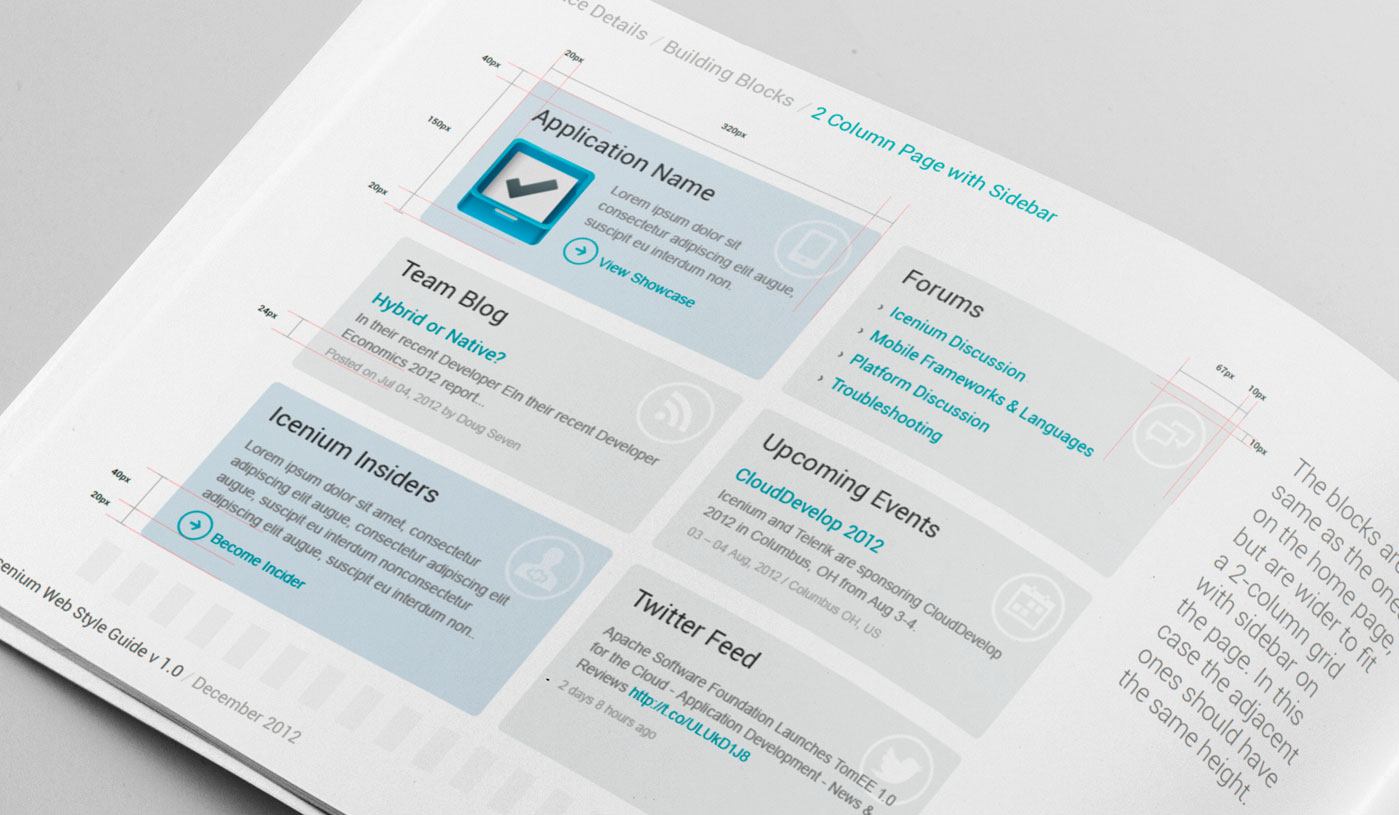 Details / Building Blocks / 2 Column Page with Sidebar
20px
40px
320px
150px
20px
Application Name
Lorem ipsum dolor sit
consectetur adipiscing elit augue,
suscipit eu interdum non.
View Showcase
Team Blog
Hybrid or Native?
In their recent Developer EIn their recent Developer
Economics 2012 report...
Posted on Jul 04, 2012 by Doug Seven
24px
Icenium Insiders
Lorem ipsum dolor sit amet, consectetur
adipiscing elit augue, consectetur adipiscing elit
augue, suscipit eu interdum nonconsectetur
adipiscing elit augue, suscipit eu interdum non..
Become Incider
40px
20px
Forums
› Icenium Discussion
› Mobile Frameworks & Languages
› Platform Discussion
› Troubleshooting
67px
10px
10px
Upcoming Events
CloudDevelop 2012
Icenium and Telerik are sponsoring CloudDevelop
2012 in Columbus, OH from Aug 3-4.
03 – 04 Aug, 2012 / Columbus OH, US
Twitter Feed
Apache Software Foundation Launches TomEE 1.0
for the Cloud - Application Development - News &
Reviews http://t.co/ULUkD1J8
2 days 8 hours ago
The blocks are
same as the ones
on the home page,
but are wider to fit
a 2-column grid
with sidebar on
the page. In this
case the adjacent
ones should have
the same height.
cenium Web Style Guide v 1.0 / December 2012